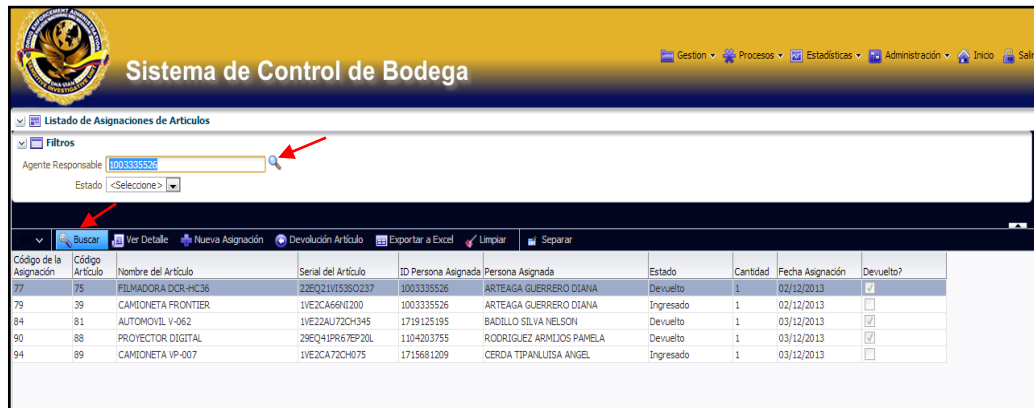 Sistema de Control de Bodega
Gestion Procesos Estadísticas Administración Inicio Salir
Listado de Asignaciones de Articulos
Filtros
Agente Responsable 1003335526
Estado <Seleccione>
Buscar Ver Detalle Nueva Asignación Devolución Artículo Exportar a Excel Limpiar Separar
Código de la Asignación Código Artículo Nombre del Artículo Serial del Artículo ID Persona Asignada Persona Asignada Estado Cantidad Fecha Asignación Devuelto?
77 75 FILMADORA DCR-HC36 22EQ21VI53SO237 1003335526 ARTEAGA GUERRERO DIANA Devuelto 1 02/12/2013
79 39 CAMIONETA FRONTIER 1VE2CA66NI200 1003335526 ARTEAGA GUERRERO DIANA Ingresado 1 02/12/2013
84 81 AUTOMOVIL V-062 1VE22AU72CH345 1719125195 BADILLO SILVA NELSON Devuelto 1 03/12/2013
90 88 PROYECTOR DIGITAL 29EQ41PR67EP20L 1104203755 RODRIGUEZ ARMIJOS PAMELA Devuelto 1 03/12/2013
94 89 CAMIONETA VP-007 1VE2CA72CH075 1715681209 CERDA TIPANLUISA ANGEL Ingresado 1 03/12/2013